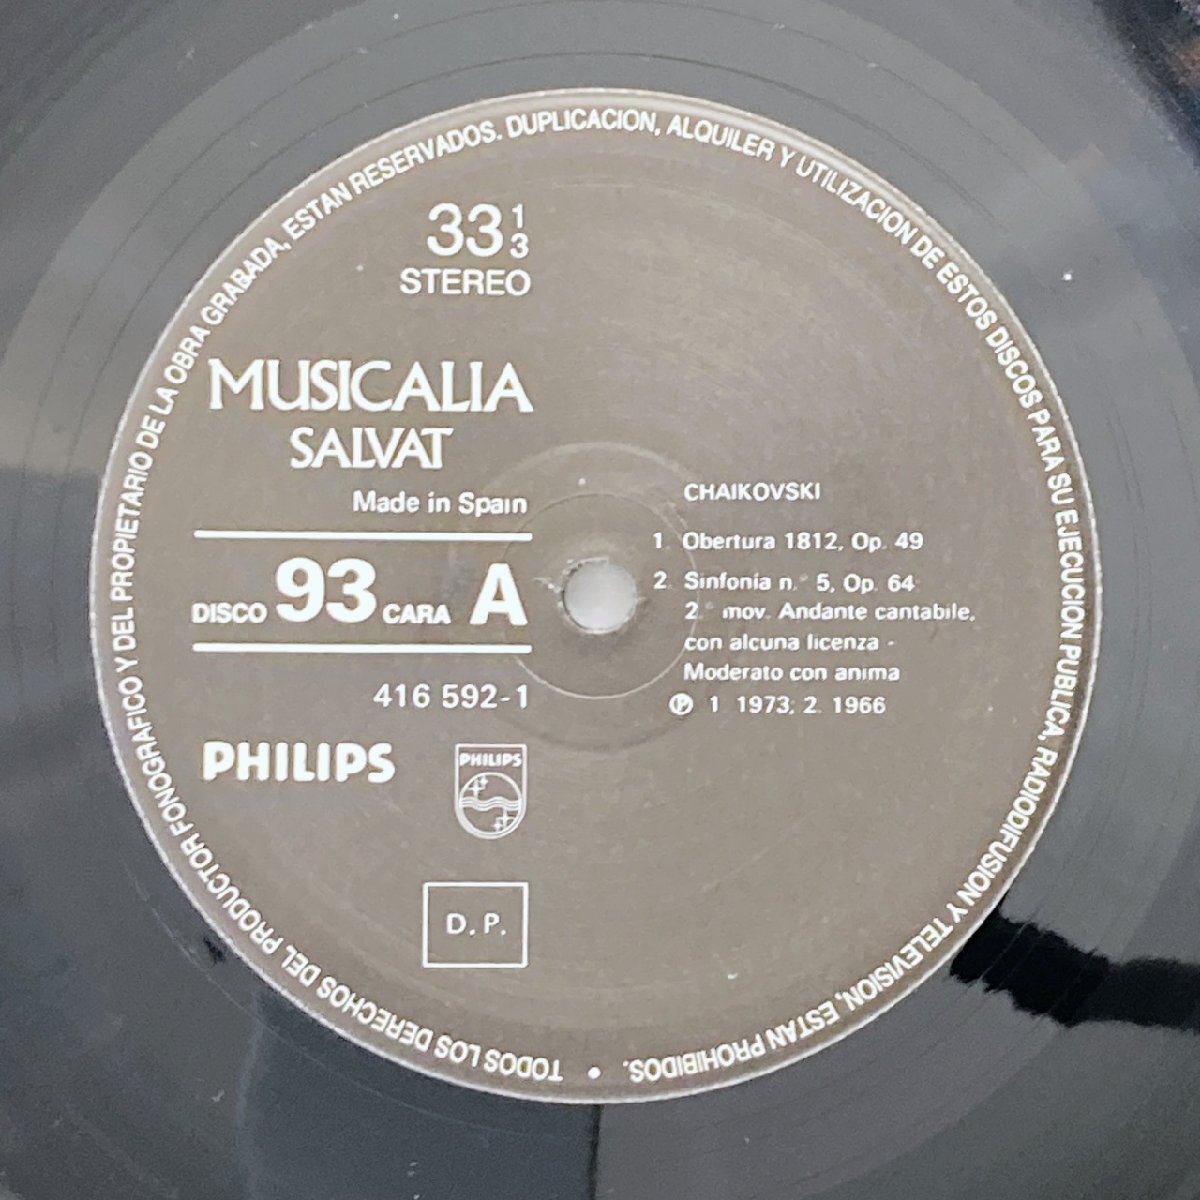 TODOS LOS DERECHOS DEL PRODUCTOR FONOGRAFICO Y DEL PROPIETARIO DE LA OBRA GRABADA, ESTAN RESERVADOS. DUPLICACION, ALQUILER Y UTILIZACION DE ESTOS DISCOS PARA SU EJECUCION PUBLICA, RADIODIFUSION Y TELEVISION, ESTAN PROHIBIDOS. •
33 1/3
STEREO
MUSICALIA
SALVAT
Made in Spain
DISCO 93 CARA A
416 592-1
PHILIPS
PHILIPS
D.P.
CHAIKOVSKI
1. Obertura 1812, Op. 49
2. Sinfonía n.° 5, Op. 64
2.° mov. Andante cantabile,
con alcuna licenza -
Moderato con anima
℗ 1. 1973; 2. 1966